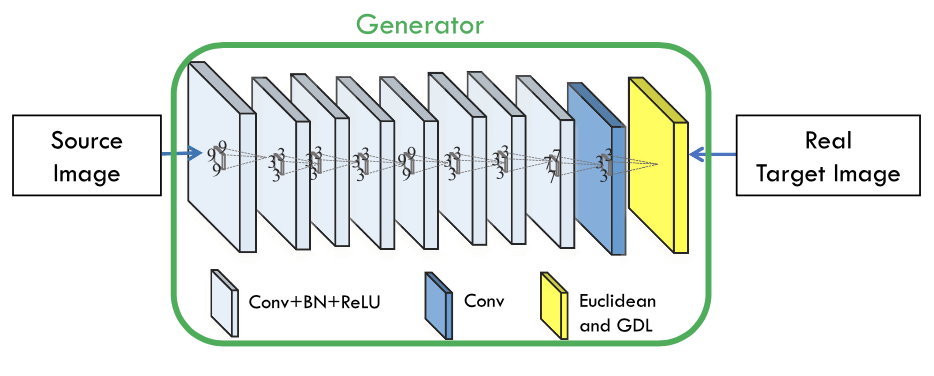 Generator
Source
Image
9 9
9
3 3
3
3 3
3
3 3
3
9 9
9
3 3
3
3 3
3
7 7
7
3 3
3
Real
Target Image
Conv+BN+ReLU
Conv
Euclidean
and GDL